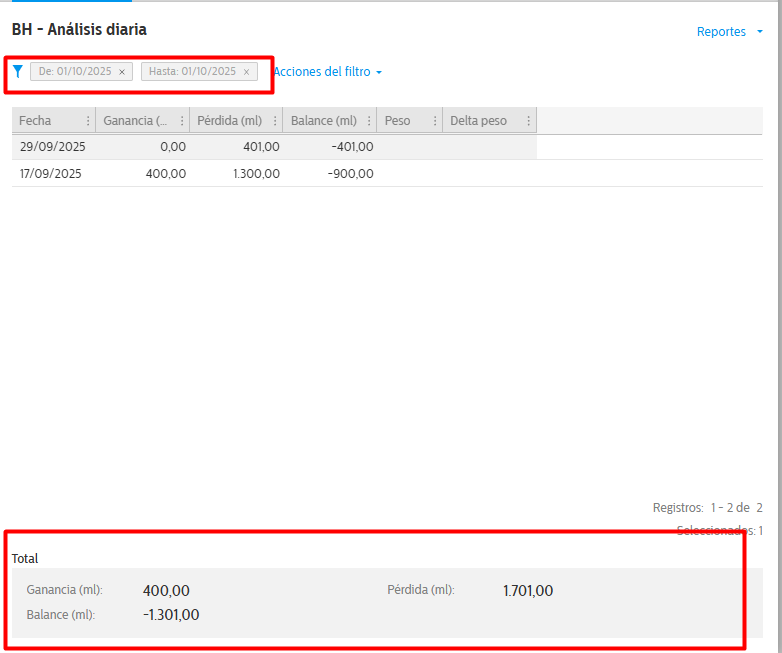 BH - Análisis diaria
Reportes
De: 01/10/2025 × Hasta: 01/10/2025 × Acciones del filtro
Fecha Ganancia (... Pérdida (ml) Balance (ml) Peso Delta peso
29/09/2025 0,00 401,00 -401,00
17/09/2025 400,00 1.300,00 -900,00
Registros: 1 - 2 de 2
Seleccionados: 1
Total
Ganancia (ml): 400,00 Pérdida (ml): 1.701,00
Balance (ml): -1.301,00